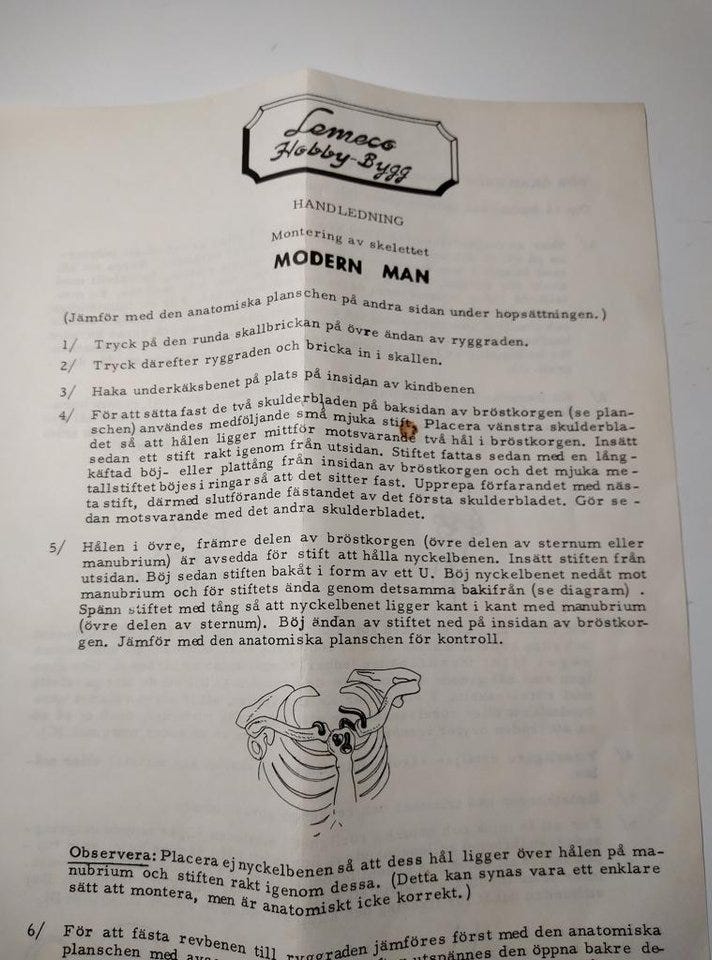 Lemeco
Hobby-Bygg
HANDLEDNING
Montering av skelettet
MODERN MAN
(Jämför med den anatomiska planschen på andra sidan under hopsättningen.)
1/ Tryck på den runda skallbrickan på övre ändan av ryggraden.
2/ Tryck därefter ryggraden och bricka in i skallen.
3/ Haka underkäksbenet på plats på insidan av kindbenen
4/ För att sätta fast de två skulderbladen på baksidan av bröstkorgen (se plan-
schen) användes medföljande små mjuka stift. Placera vänstra skulderbla-
det så att hålen ligger mittför motsvarande två hål i bröstkorgen. Insätt
sedan ett stift rakt igenom från utsidan. Stiftet fattas sedan med en lång-
käftad böj- eller plattång från insidan av bröstkorgen och det mjuka me-
tallstiftet böjes i ringar så att det sitter fast. Upprepa förfarandet med näs-
ta stift, därmed slutförande fästandet av det första skulderbladet. Gör se-
dan motsvarande med det andra skulderbladet.
5/ Hålen i övre, främre delen av bröstkorgen (övre delen av sternum eller
manubrium) är avsedda för stift att hålla nyckelbenen. Insätt stiften från
utsidan. Böj sedan stiften bakåt i form av ett U. Böj nyckelbenet nedåt mot
manubrium och för stiftets ända genom detsamma bakifrån (se diagram) .
Spänn stiftet med tång så att nyckelbenet ligger kant i kant med manubrium
(övre delen av sternum). Böj ändan av stiftet ned på insidan av bröstkor-
gen. Jämför med den anatomiska planschen för kontroll.
Observera: Placera ej nyckelbenen så att dess hål ligger över hålen på ma-
nubrium och stiften rakt igenom dessa. (Detta kan synas vara ett enklare
sätt att montera, men är anatomiskt icke korrekt.)
6/ För att fästa revbenen till ryggraden jämföres först med den anatomiska
planschen med utspännes den öppna bakre de-